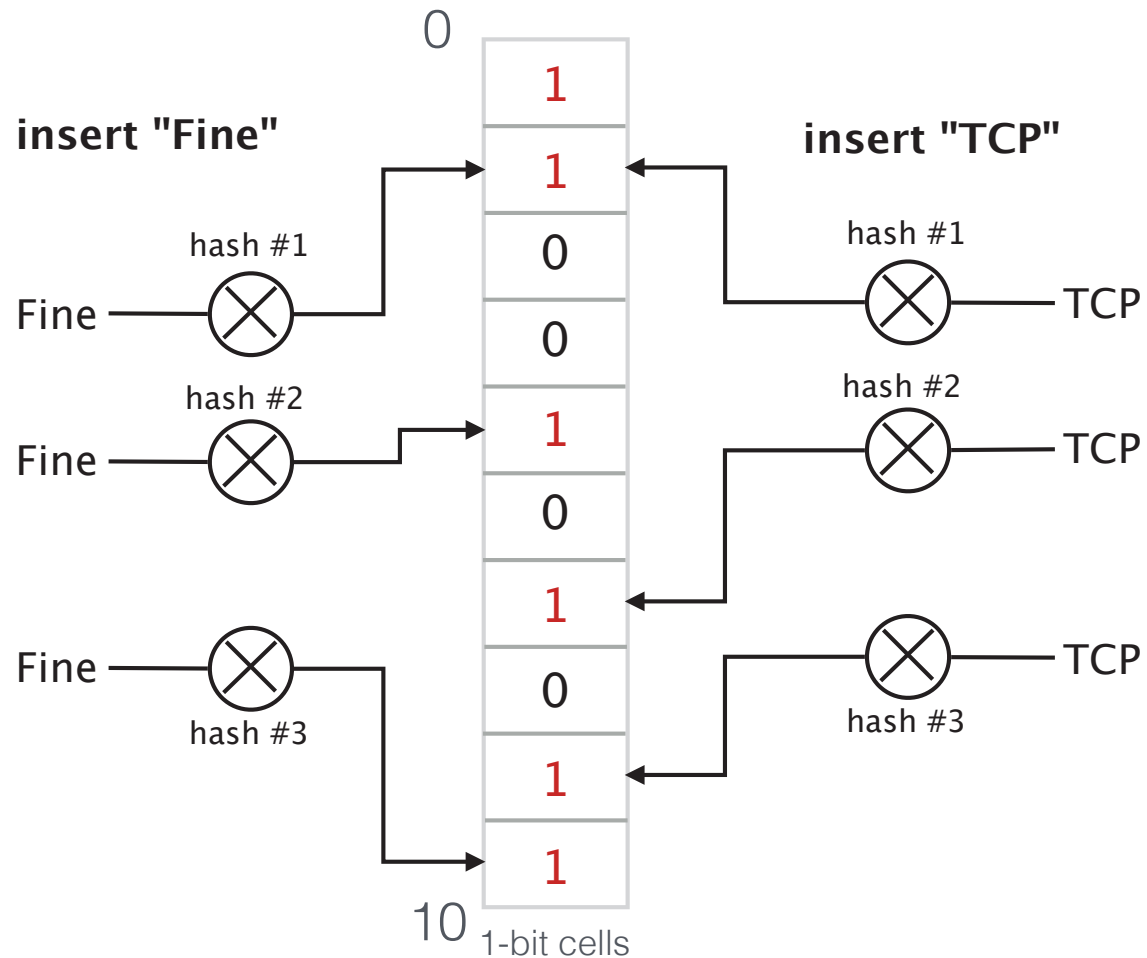 0
insert "Fine"
insert "TCP"
1
1
0
0
1
0
1
0
1
1
hash #1
Fine
hash #2
Fine
Fine
hash #3
hash #1
TCP
hash #2
TCP
TCP
hash #3
10
1-bit cells